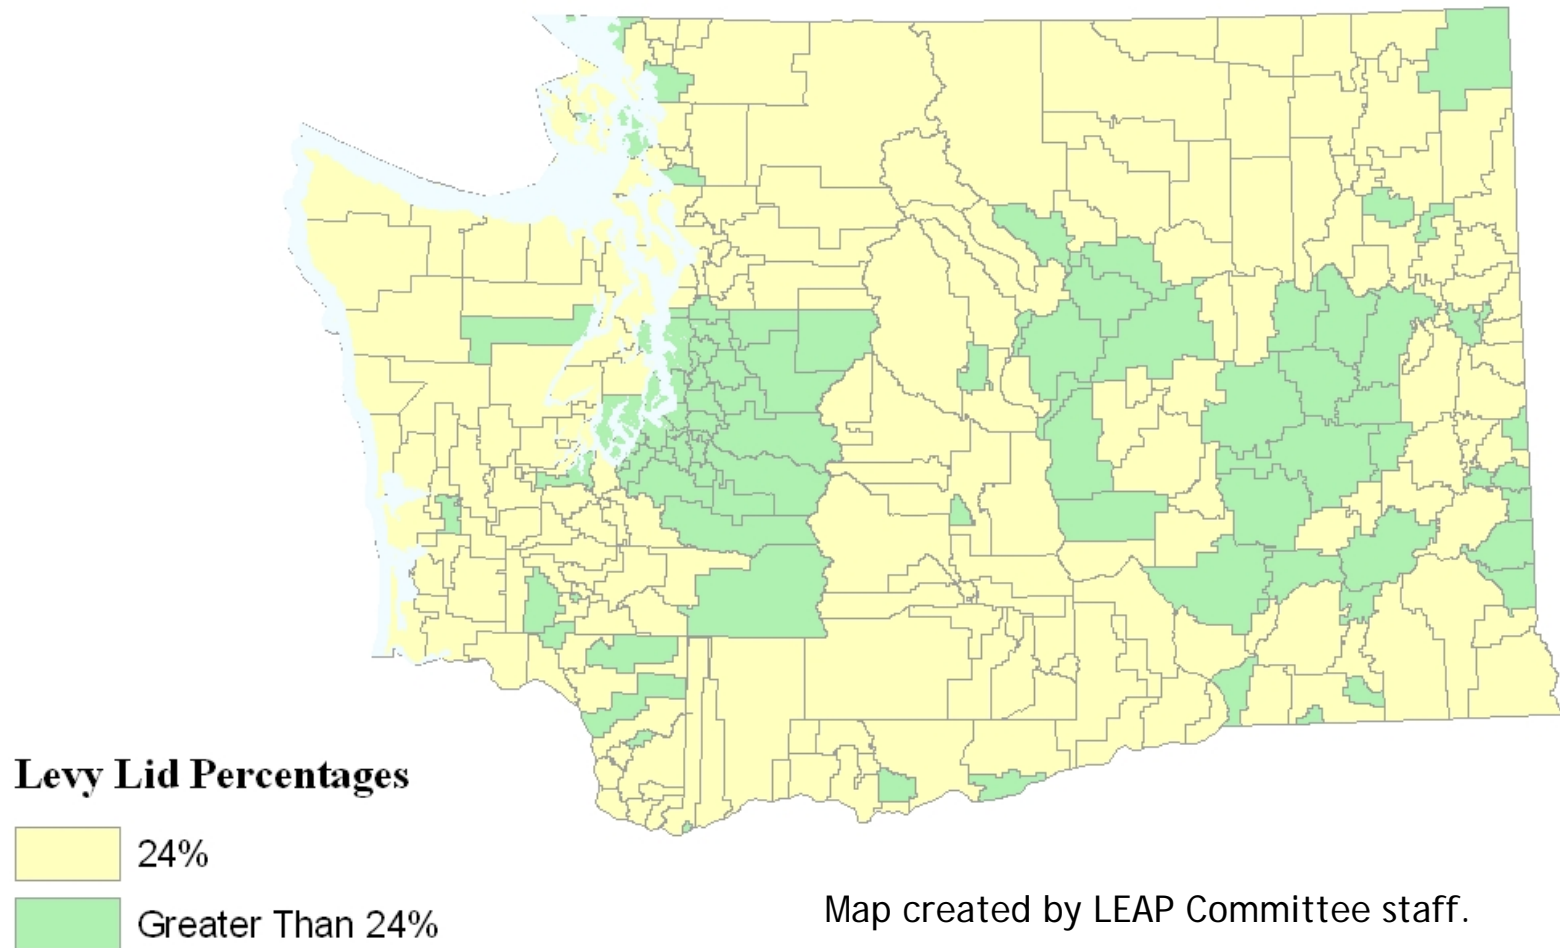 Levy Lid Percentages
24%
Greater Than 24%
Map created by LEAP Committee staff.